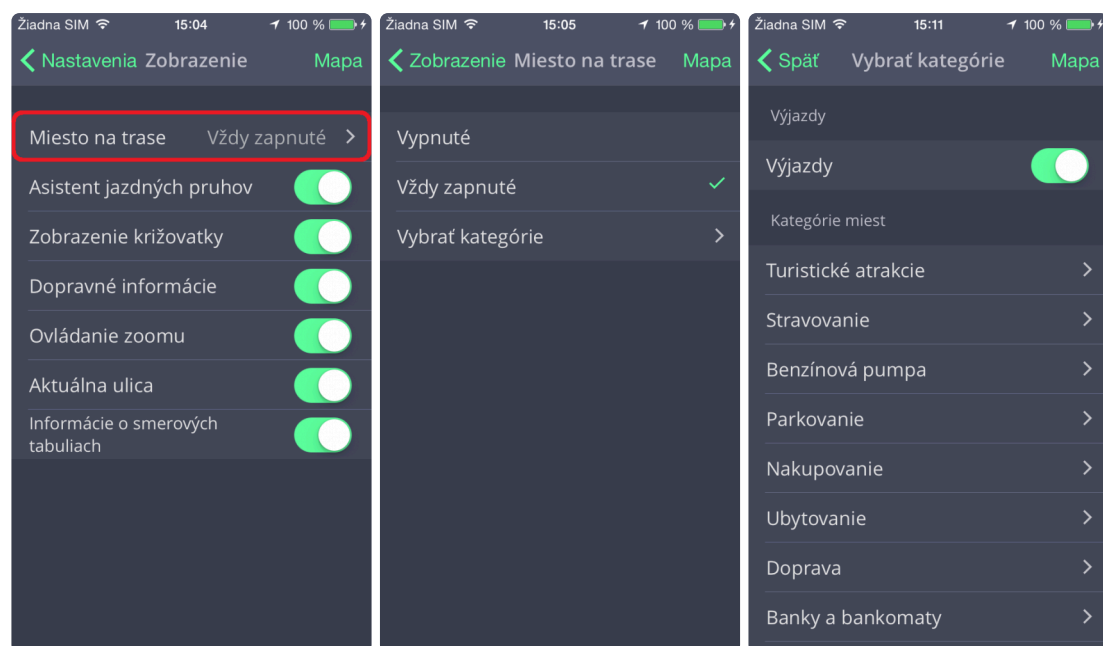 Žiadna SIM 15:04 100 %
Nastavenia Zobrazenie Mapa
Miesto na trase Vždy zapnuté
Asistent jazdných pruhov
Zobrazenie križovatky
Dopravné informácie
Ovládanie zoomu
Aktuálna ulica
Informácie o smerových
tabuliach
Žiadna SIM 15:05 100 %
Zobrazenie Miesto na trase Mapa
Vypnuté
Vždy zapnuté
Vybrať kategórie
Žiadna SIM 15:11 100 %
Späť Vybrať kategórie Mapa
Výjazdy
Výjazdy
Kategórie miest
Turistické atrakcie
Stravovanie
Benzínová pumpa
Parkovanie
Nakupovanie
Ubytovanie
Doprava
Banky a bankomaty